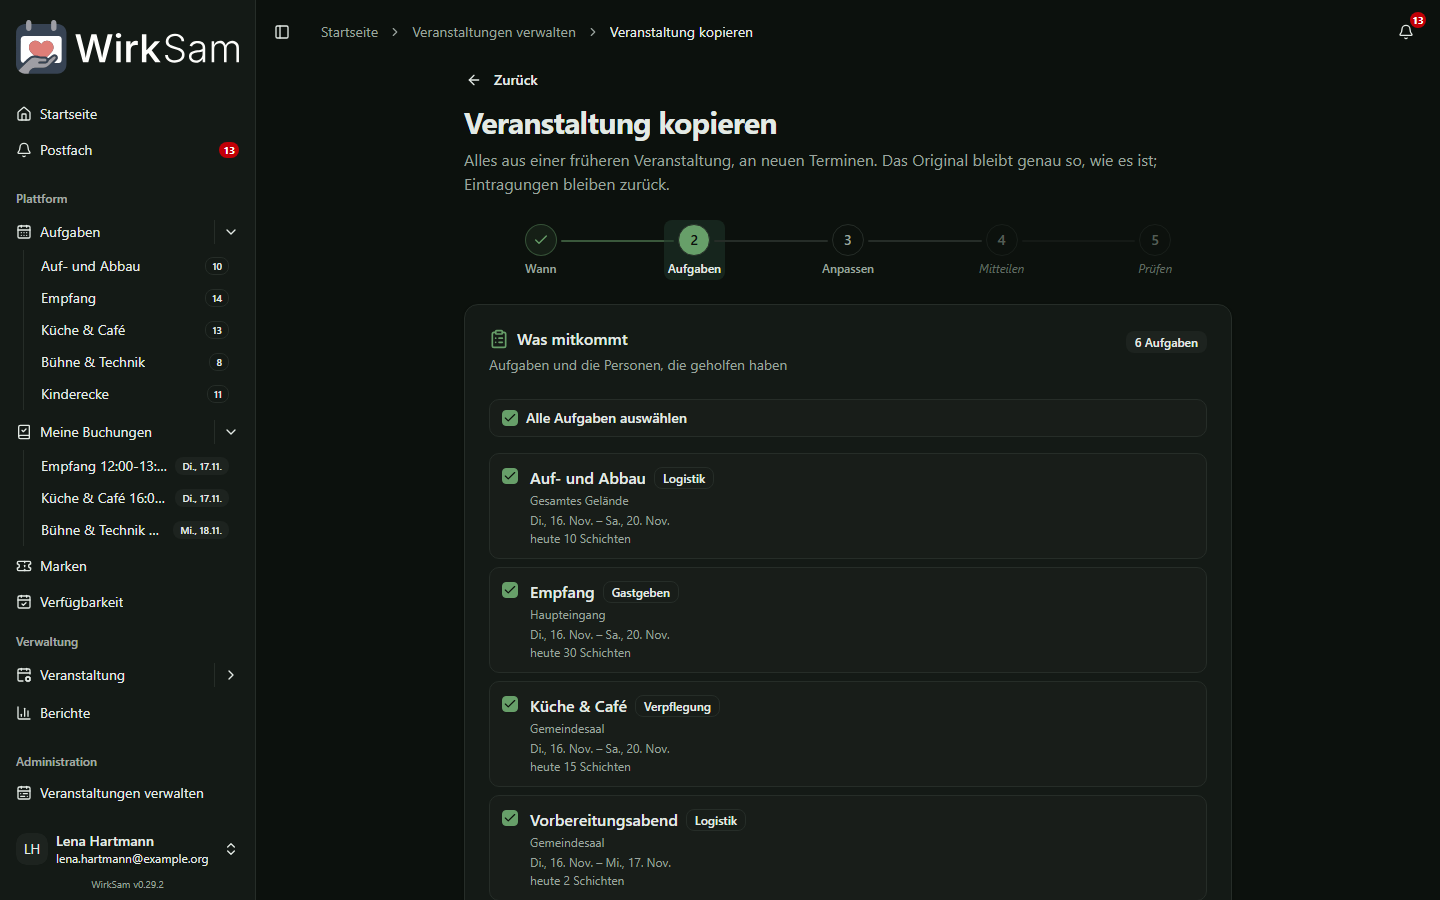 WirkSam
Startseite
Postfach
13
Plattform
Aufgaben
Auf- und Abbau
10
Empfang
14
Küche & Café
13
Bühne & Technik
8
Kinderecke
11
Meine Buchungen
Empfang 12:00-13:...
Di., 17.11.
Küche & Café 16:0...
Di., 17.11.
Bühne & Technik ...
Mi., 18.11.
Marken
Verfügbarkeit
Verwaltung
Veranstaltung
Berichte
Administration
Veranstaltungen verwalten
LH
Lena Hartmann
lena.hartmann@example.org
WirkSam v0.29.2
Startseite
Veranstaltungen verwalten
Veranstaltung kopieren
13
Zurück
Veranstaltung kopieren
Alles aus einer früheren Veranstaltung, an neuen Terminen. Das Original bleibt genau so, wie es ist;
Eintragungen bleiben zurück.
2
3
4
5
Wann
Aufgaben
Anpassen
Mitteilen
Prüfen
Was mitkommt
6 Aufgaben
Aufgaben und die Personen, die geholfen haben
Alle Aufgaben auswählen
Auf- und Abbau
Logistik
Gesamtes Gelände
Di., 16. Nov. – Sa., 20. Nov.
heute 10 Schichten
Empfang
Gastgeben
Haupteingang
Di., 16. Nov. – Sa., 20. Nov.
heute 30 Schichten
Küche & Café
Verpflegung
Gemeindesaal
Di., 16. Nov. – Sa., 20. Nov.
heute 15 Schichten
Vorbereitungsabend
Logistik
Gemeindesaal
Di., 16. Nov. – Mi., 17. Nov.
heute 2 Schichten